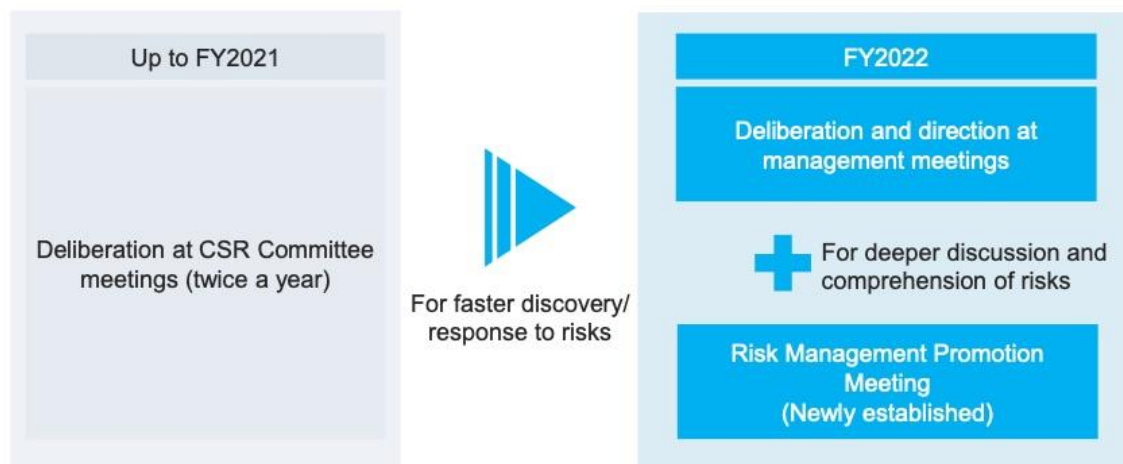 Up to FY2021
Deliberation at CSR Committee
meetings (twice a year)
For faster discovery/
response to risks
FY2022
Deliberation and direction at
management meetings
For deeper discussion and
comprehension of risks
Risk Management Promotion
Meeting
(Newly established)